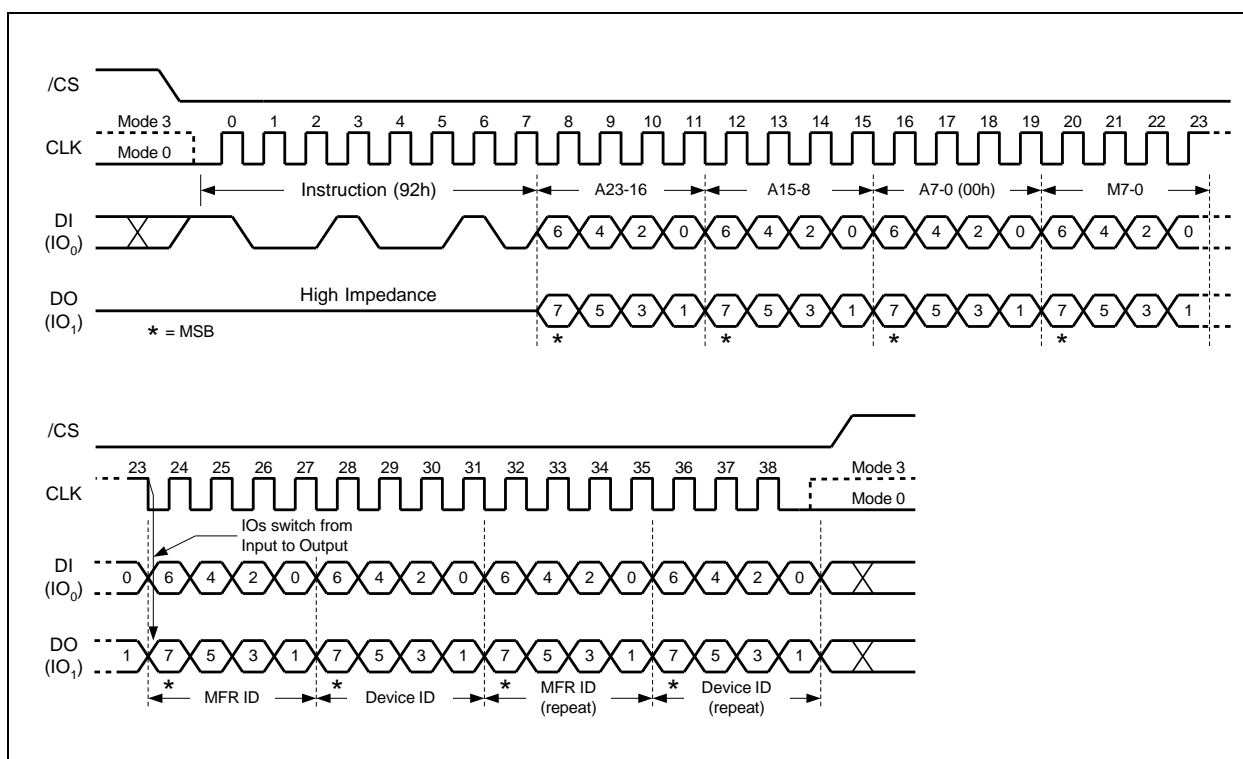 /CS
Mode 3
0 1 2 3 4 5 6 7 8 9 10 11 12 13 14 15 16 17 18 19 20 21 22 23
CLK
Mode 0
Instruction (92h) A23-16 A15-8 A7-0 (00h) M7-0
DI
(IO0)
6 4 2 0 6 4 2 0 6 4 2 0 6 4 2 0
High Impedance
DO
(IO1)
7 5 3 1 7 5 3 1 7 5 3 1 7 5 3 1
* = MSB
* * * *
/CS
23 24 25 26 27 28 29 30 31 32 33 34 35 36 37 38
Mode 3
CLK
Mode 0
IOs switch from
Input to Output
DI
(IO0)
0 6 4 2 0 6 4 2 0 6 4 2 0 6 4 2 0
DO
(IO1)
1 7 5 3 1 7 5 3 1 7 5 3 1 7 5 3 1
* * * *
MFR ID Device ID MFR ID
(repeat)
Device ID
(repeat)